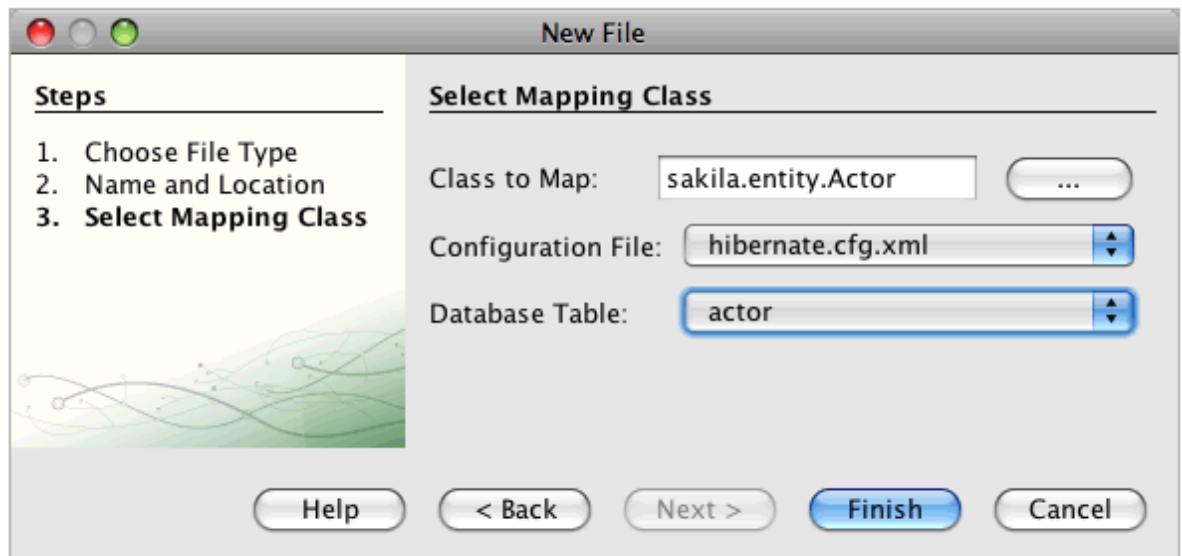 New File
Steps
1. Choose File Type
2. Name and Location
3. Select Mapping Class
Select Mapping Class
Class to Map: sakila.entity.Actor ...
Configuration File: hibernate.cfg.xml
Database Table: actor
Help < Back Next > Finish Cancel